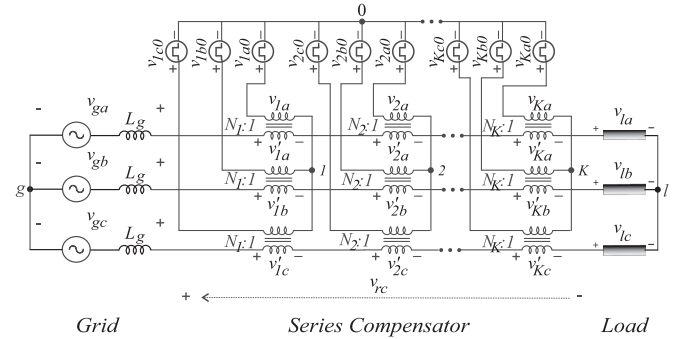 0
v1c0 v1b0 v1a0 v2c0 v2b0 v2a0 vKc0 vKb0 vKa0
- - - - - - - - -
+ + + + + + + + +
- vga Lg + v1a v2a vKa vla
N1:1 N2:1 NK:1 + -
+ v'1a - + v'2a - + v'Ka -
- vgb Lg + 1 2 K vlb
g N1:1 N2:1 NK:1 + - l
+ v'1b - + v'2b - + v'Kb -
- vgc Lg + vlc
N1:1 N2:1 NK:1 + -
+ v'1c - + v'2c - + v'Kc -
vrc
+ -
Grid Series Compensator Load